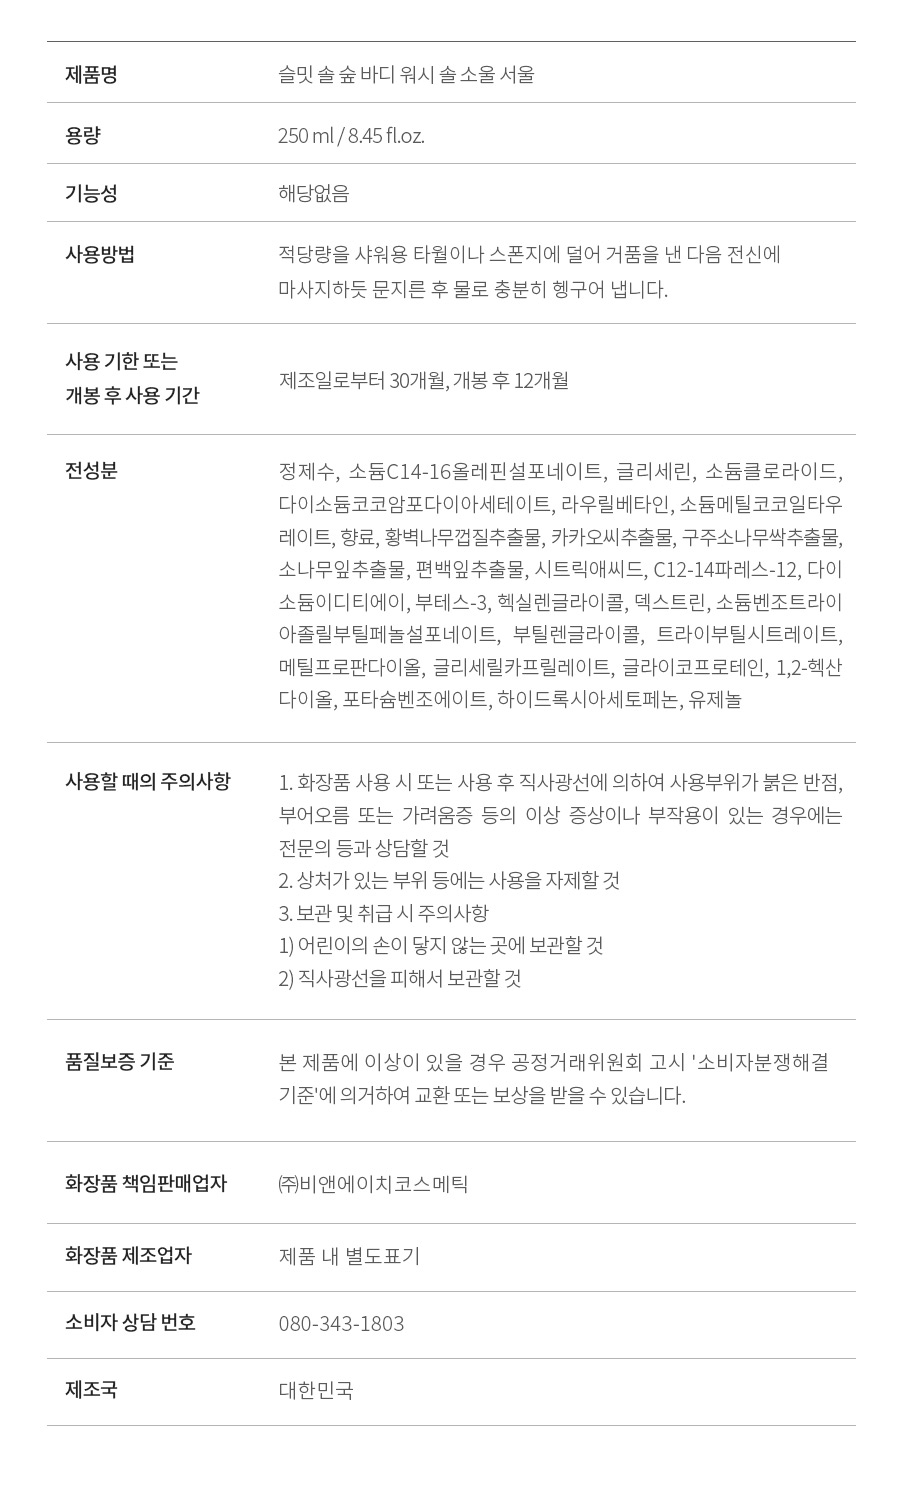 제품명
슬밋 솔 숲 바디 워시 솔 소울 서울
용량
250 ml / 8.45 fl.oz.
기능성
해당없음
사용방법
적당량을 샤워용 타월이나 스폰지에 덜어 거품을 낸 다음 전신에
마사지하듯 문지른 후 물로 충분히 헹구어 냅니다.
사용 기한 또는
개봉 후 사용 기간
제조일로부터 30개월, 개봉 후 12개월
전성분
정제수, 소듐C14-16올레핀설포네이트, 글리세린, 소듐클로라이드,
다이소듐코코암포다이아세테이트, 라우릴베타인, 소듐메틸코코일타우
레이트, 향료, 황벽나무껍질추출물, 카카오씨추출물, 구주소나무싹추출물,
소나무잎추출물, 편백잎추출물, 시트릭애씨드, C12-14파레스-12, 다이
소듐이디티에이, 부테스-3, 헥실렌글라이콜, 덱스트린, 소듐벤조트라이
아졸릴부틸페놀설포네이트, 부틸렌글라이콜, 트라이부틸시트레이트,
메틸프로판다이올, 글리세릴카프릴레이트, 글라이코프로테인, 1,2-헥산
다이올, 포타슘벤조에이트, 하이드록시아세토페논, 유제놀
사용할 때의 주의사항
1. 화장품 사용 시 또는 사용 후 직사광선에 의하여 사용부위가 붉은 반점,
부어오름 또는 가려움증 등의 이상 증상이나 부작용이 있는 경우에는
전문의 등과 상담할 것
2. 상처가 있는 부위 등에는 사용을 자제할 것
3. 보관 및 취급 시 주의사항
1) 어린이의 손이 닿지 않는 곳에 보관할 것
2) 직사광선을 피해서 보관할 것
품질보증 기준
본 제품에 이상이 있을 경우 공정거래위원회 고시 '소비자분쟁해결
기준'에 의거하여 교환 또는 보상을 받을 수 있습니다.
화장품 책임판매업자
㈜비앤에이치코스메틱
화장품 제조업자
제품 내 별도표기
소비자 상담 번호
080-343-1803
제조국
대한민국